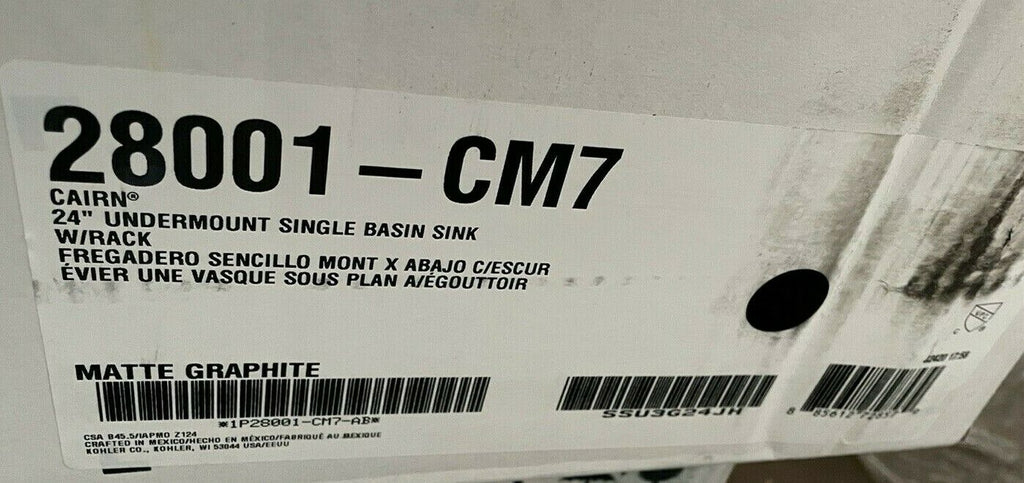 28001-CM7
CAIRN®
24" UNDERMOUNT SINGLE BASIN SINK
W/RACK
FREGADERO SENCILLO MONT X ABAJO C/ESCUR
ÉVIER UNE VASQUE SOUS PLAN A/ÉGOUTTOIR
MATTE GRAPHITE
*1P28001-CM7-AB*
SSU3G24JH
CSA B45.5/IAPMO Z124
CRAFTED IN MEXICO/HECHO EN MÉXICO/FABRIQUÉ AU MEXIQUE
KOHLER CO., KOHLER, WI 53044 USA/EEUU